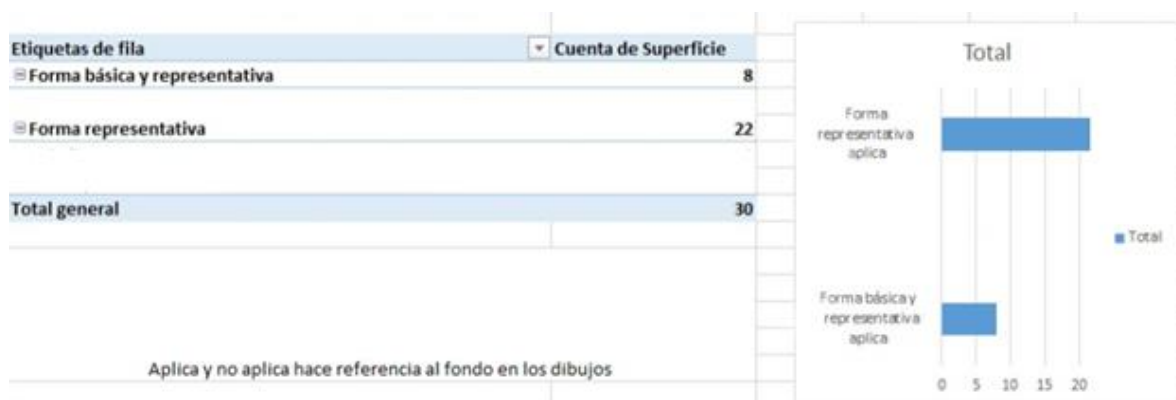 Etiquetas de fila Cuenta de Superficie
Forma básica y representativa 8
Forma representativa 22
Total general 30
Aplica y no aplica hace referencia al fondo en los dibujos
Total
Forma
representativa
aplica
Total
Forma básica y
representativa
aplica
0 5 10 15 20